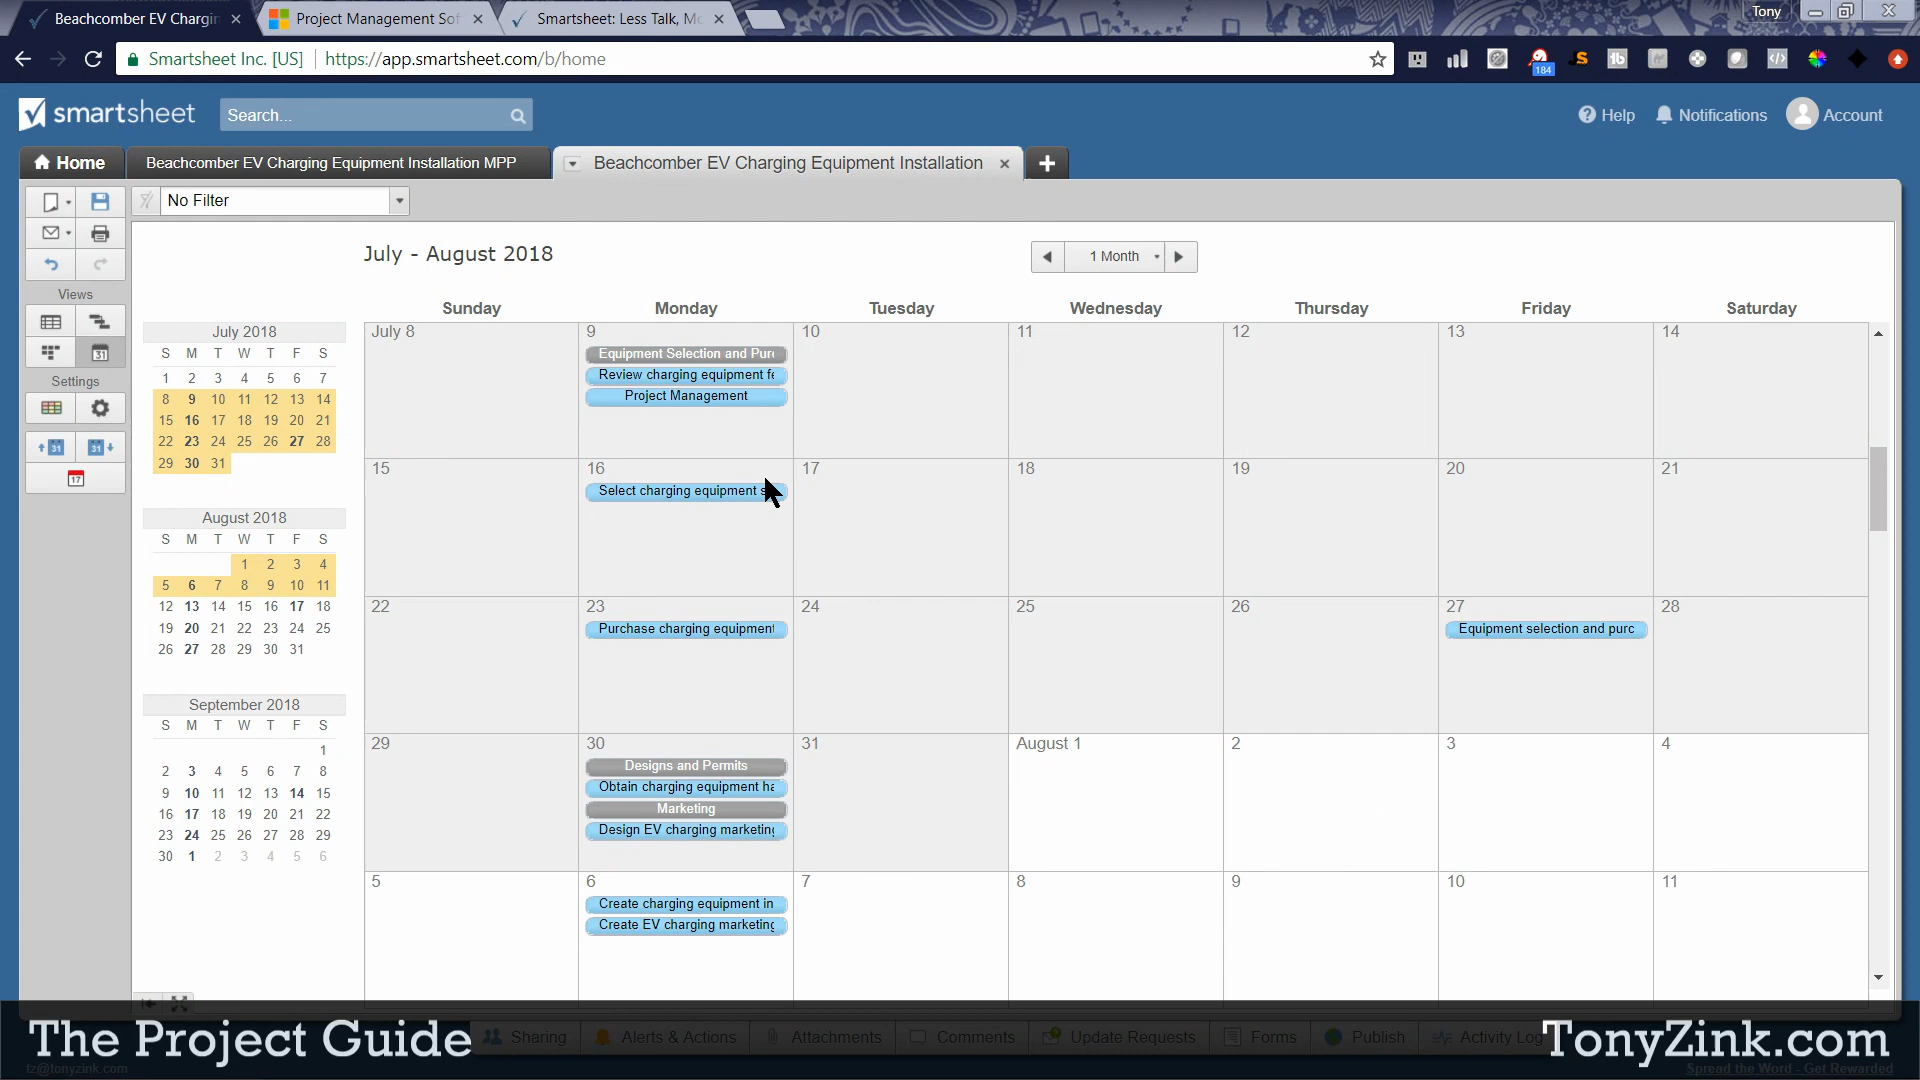 Beachcomber EV Chargin
Project Management Sof
Smartsheet: Less Talk, Mo
Tony
Smartsheet Inc. [US]
https://app.smartsheet.com/b/home
184
smartsheet
Search...
Help
Notifications
Account
Home
Beachcomber EV Charging Equipment Installation MPP
Beachcomber EV Charging Equipment Installation
No Filter
Views
Settings
July - August 2018
1 Month
Sunday Monday Tuesday Wednesday Thursday Friday Saturday
July 2018
S M T W T F S
1 2 3 4 5 6 7
8 9 10 11 12 13 14
15 16 17 18 19 20 21
22 23 24 25 26 27 28
29 30 31
August 2018
S M T W T F S
1 2 3 4
5 6 7 8 9 10 11
12 13 14 15 16 17 18
19 20 21 22 23 24 25
26 27 28 29 30 31
September 2018
S M T W T F S
1
2 3 4 5 6 7 8
9 10 11 12 13 14 15
16 17 18 19 20 21 22
23 24 25 26 27 28 29
30 1 2 3 4 5 6
July 8 9 10 11 12 13 14
Equipment Selection and Purc
Review charging equipment fe
Project Management
15 16 17 18 19 20 21
Select charging equipment s
22 23 24 25 26 27 28
Purchase charging equipment
Equipment selection and purc
29 30 31 August 1 2 3 4
Designs and Permits
Obtain charging equipment ha
Marketing
Design EV charging marketing
5 6 7 8 9 10 11
Create charging equipment in
Create EV charging marketing
Sharing
Alerts & Actions
Attachments
Comments
Update Requests
Forms
Publish
Activity Log
The Project Guide
TonyZink.com
tz@tonyzink.com
Spread the Word - Get Rewarded